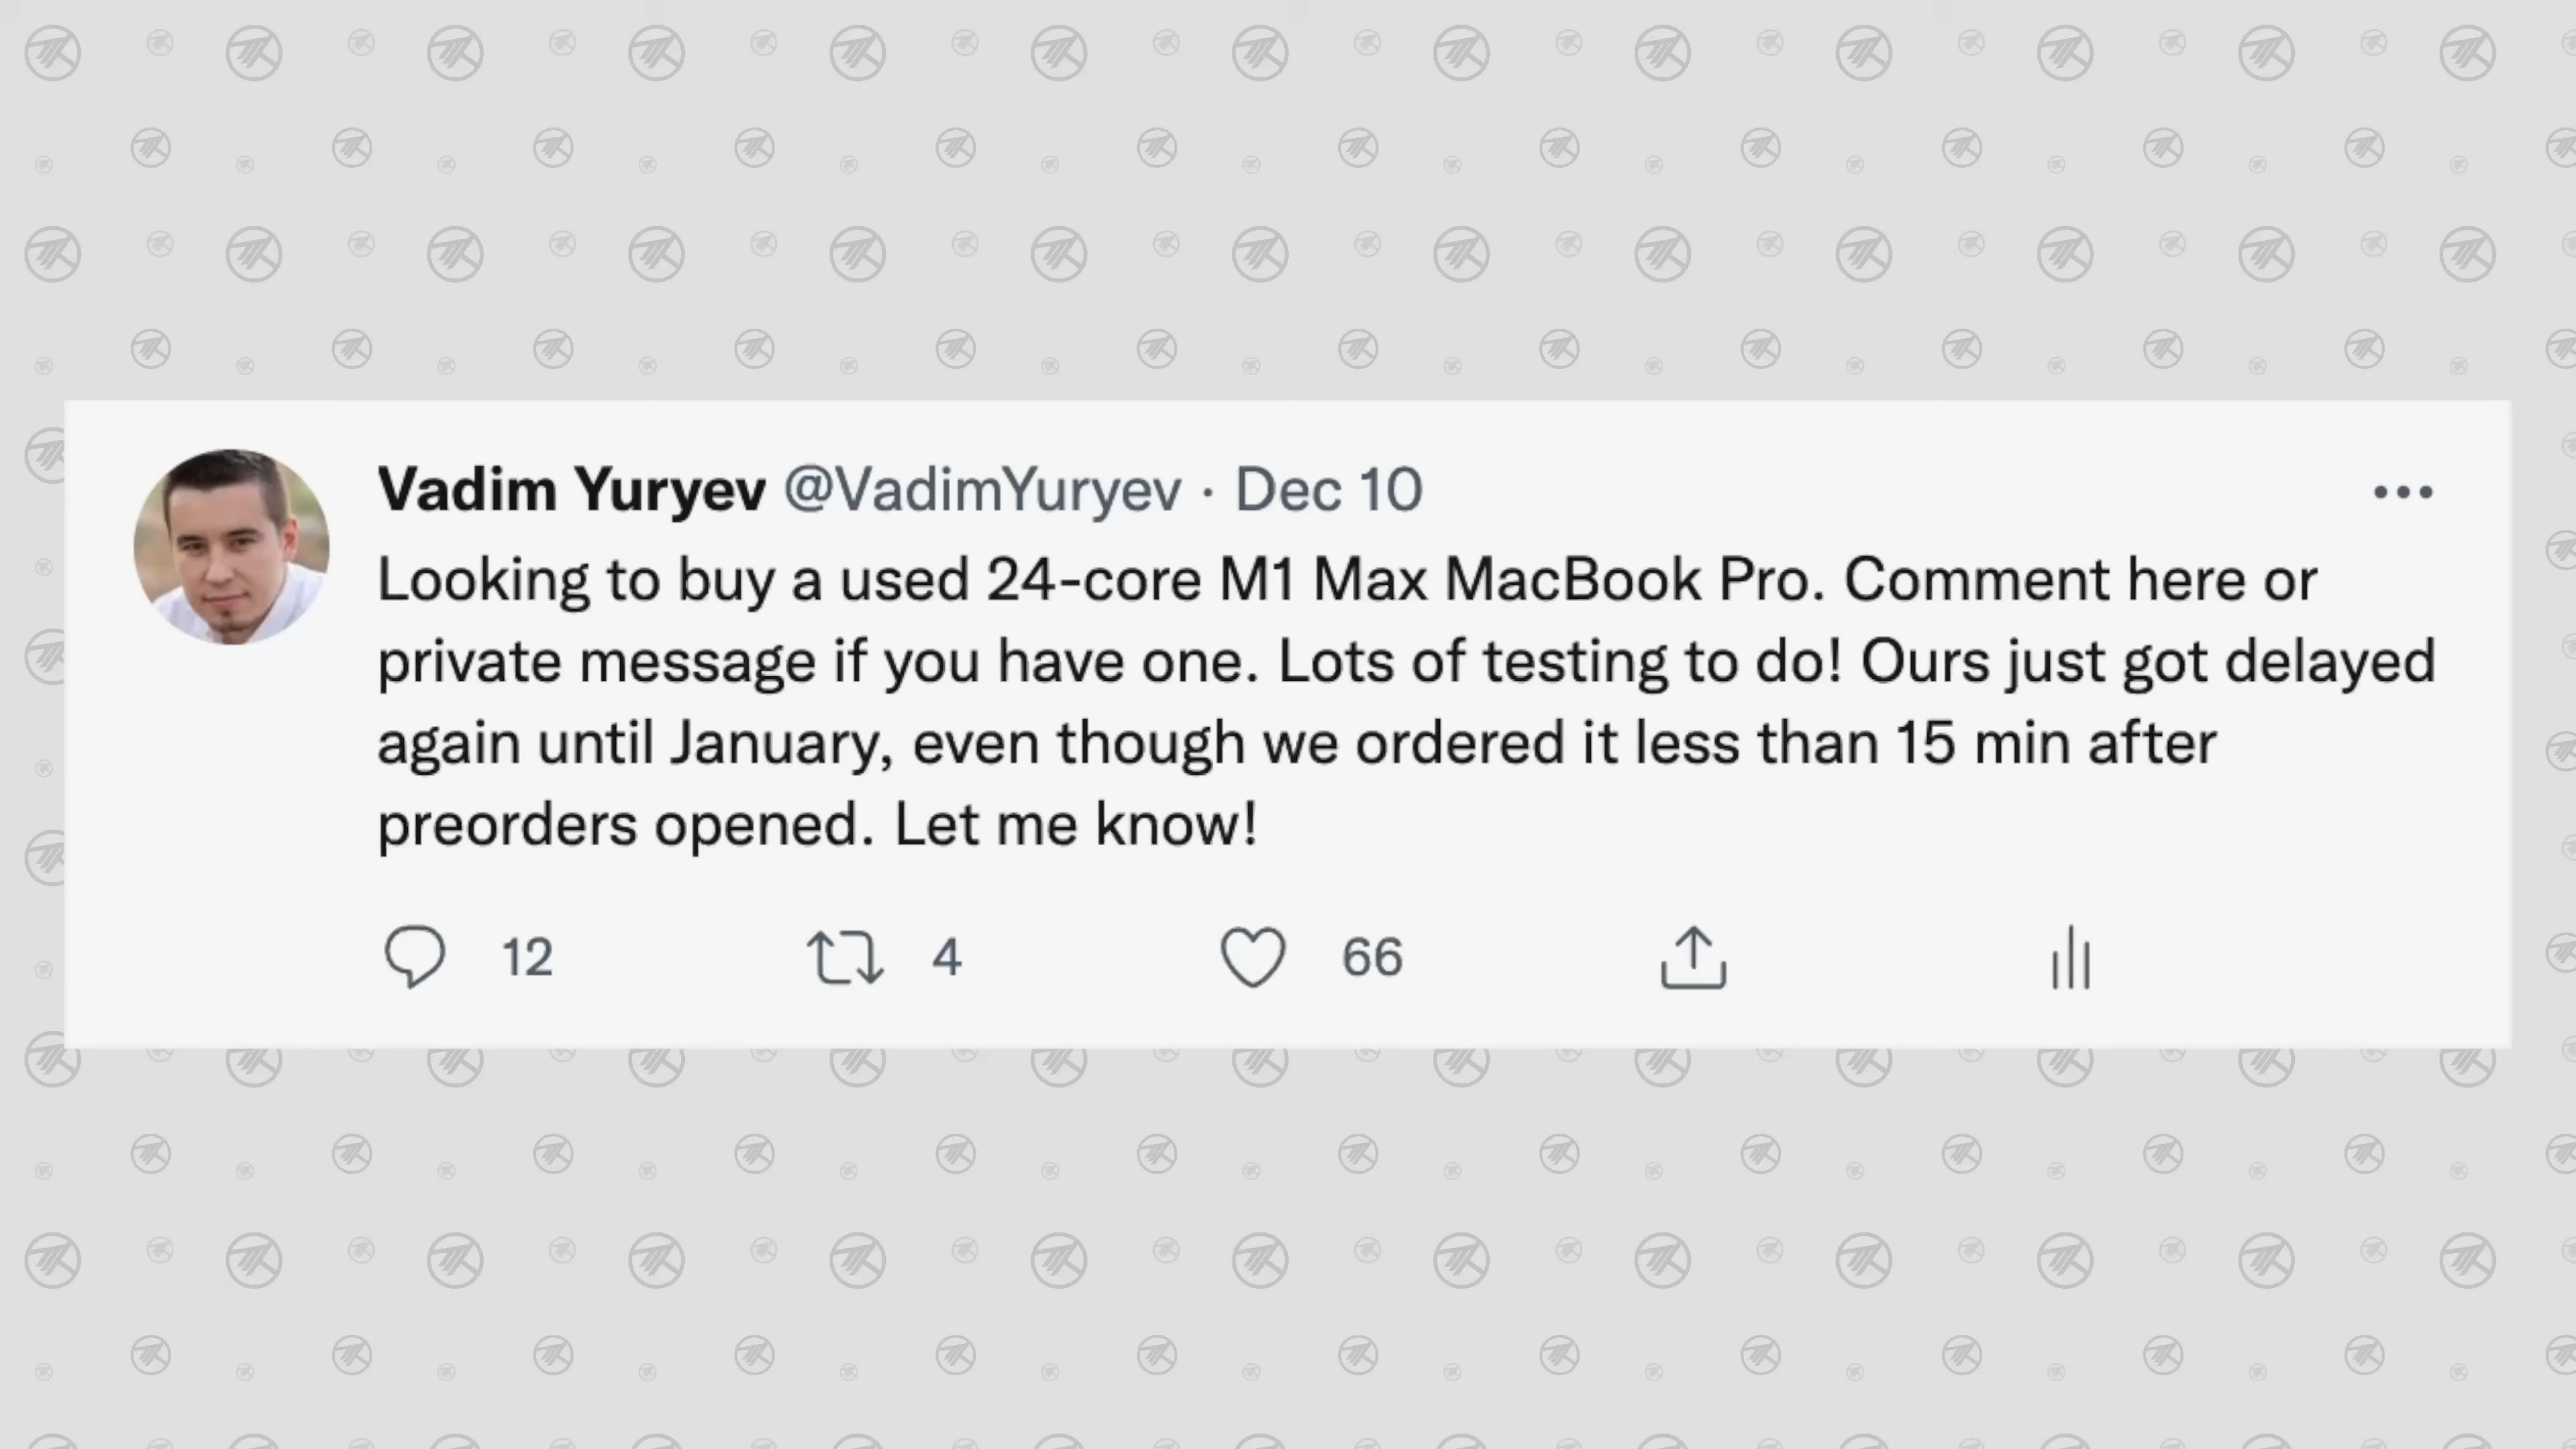 Vadim Yuryev @VadimYuryev · Dec 10
Looking to buy a used 24-core M1 Max MacBook Pro. Comment here or
private message if you have one. Lots of testing to do! Ours just got delayed
again until January, even though we ordered it less than 15 min after
preorders opened. Let me know!
12 4 66